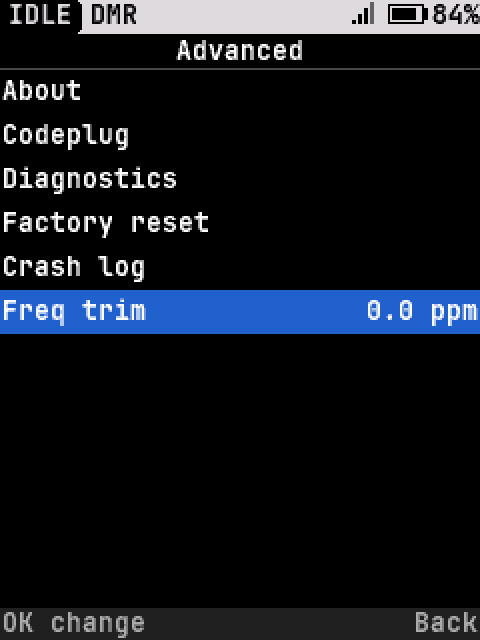 IDLE DMR 84%
Advanced
About
Codeplug
Diagnostics
Factory reset
Crash log
Freq trim 0.0 ppm
OK change Back